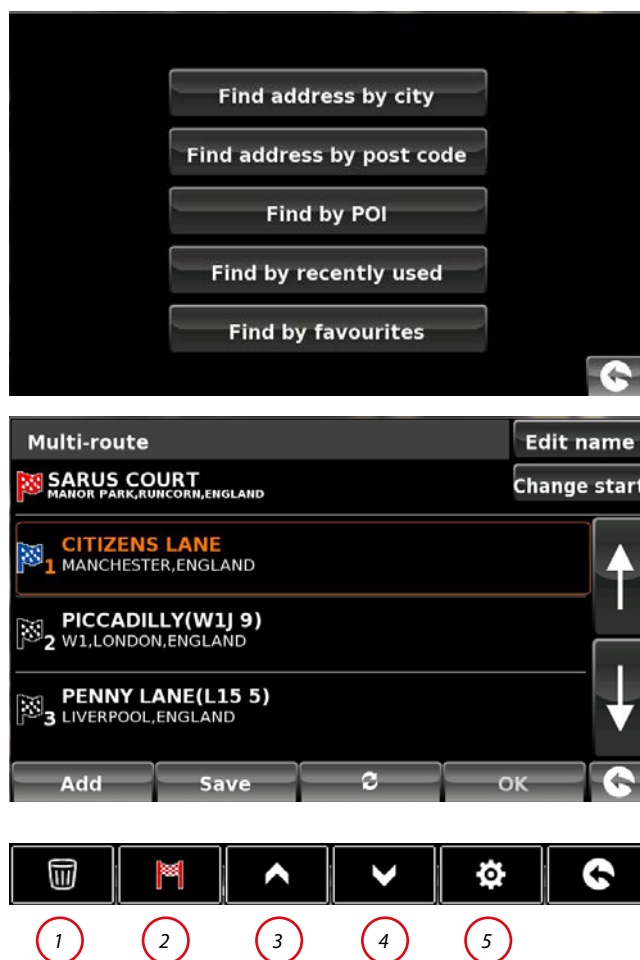 Find address by city
Find address by post code
Find by POI
Find by recently used
Find by favourites
Multi-route
Edit name
SARUS COURT
MANOR PARK,RUNCORN,ENGLAND
Change start
CITIZENS LANE
1 MANCHESTER,ENGLAND
PICCADILLY(W1J 9)
2 W1,LONDON,ENGLAND
PENNY LANE(L15 5)
3 LIVERPOOL,ENGLAND
Add Save OK
1 2 3 4 5